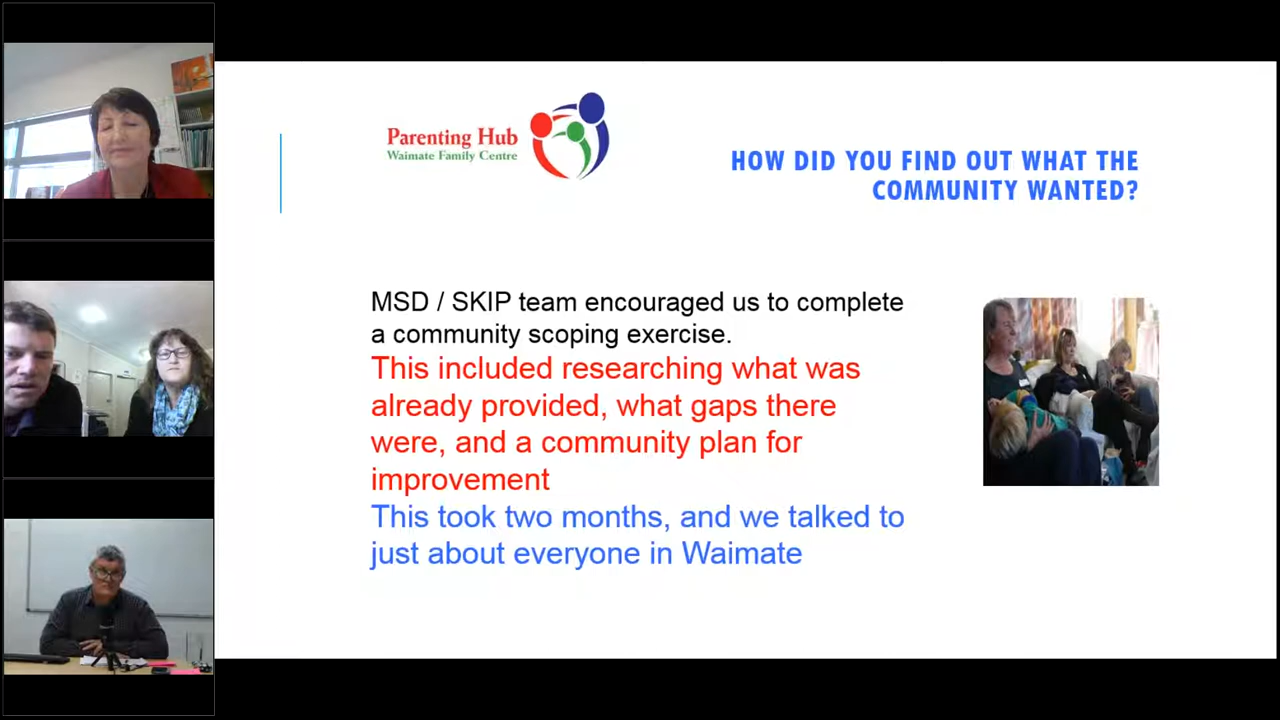 Parenting Hub
Waimate Family Centre
HOW DID YOU FIND OUT WHAT THE
COMMUNITY WANTED?
MSD / SKIP team encouraged us to complete
a community scoping exercise.
This included researching what was
already provided, what gaps there
were, and a community plan for
improvement
This took two months, and we talked to
just about everyone in Waimate